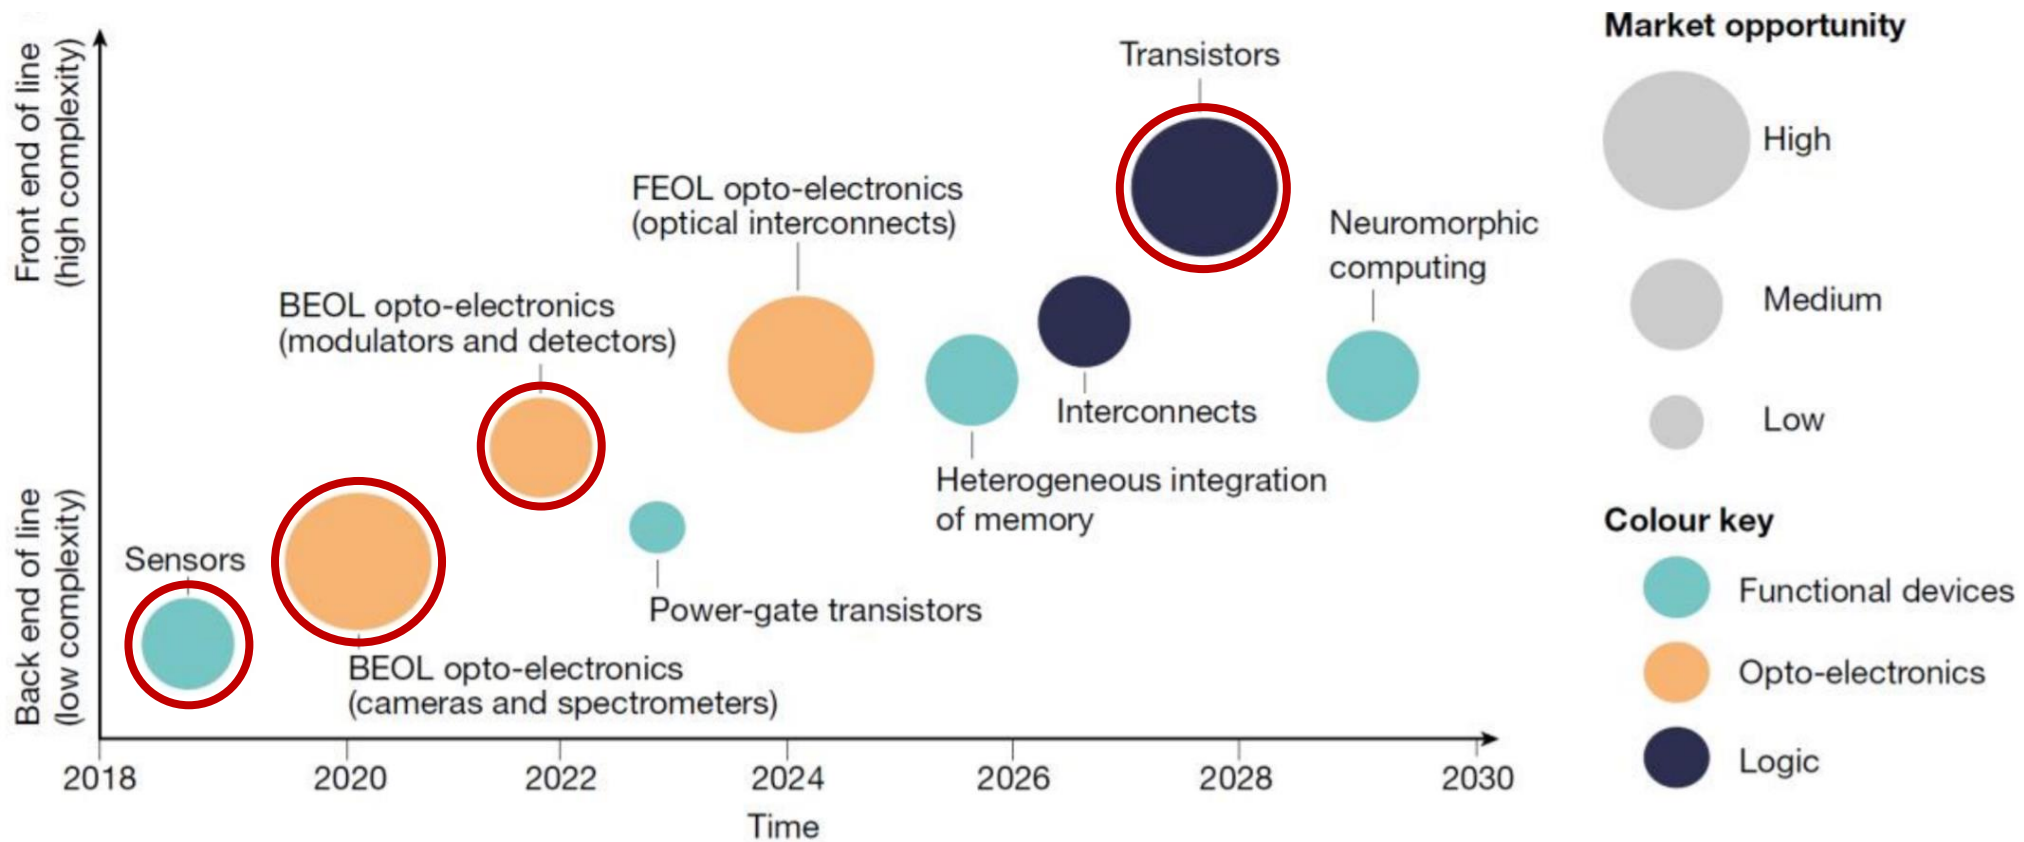 Front end of line
(high complexity)
Back end of line
(low complexity)
Sensors
BEOL opto-electronics
(cameras and spectrometers)
BEOL opto-electronics
(modulators and detectors)
Power-gate transistors
FEOL opto-electronics
(optical interconnects)
Heterogeneous integration
of memory
Interconnects
Transistors
Neuromorphic
computing
2018
2020
2022
2024
2026
2028
2030
Time
Market opportunity
High
Medium
Low
Colour key
Functional devices
Opto-electronics
Logic